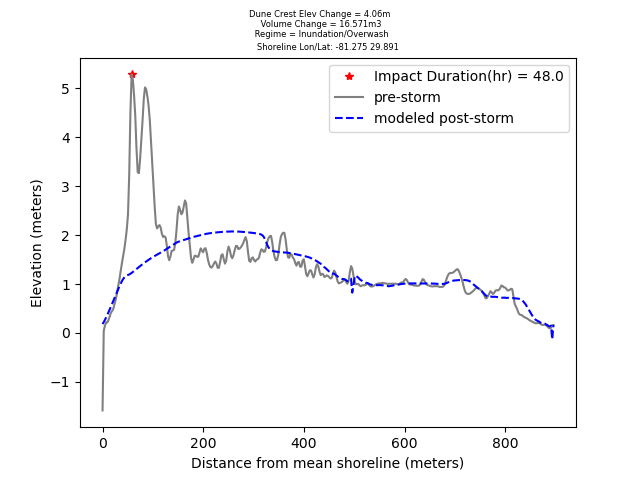 Dune Crest Elev Change = 4.06m
Volume Change = 16.571m3
Regime = Inundation/Overwash
Shoreline Lon/Lat: -81.275 29.891
Impact Duration(hr) = 48.0
pre-storm
modeled post-storm
Elevation (meters)
5
4
3
2
1
0
−1
0 200 400 600 800
Distance from mean shoreline (meters)